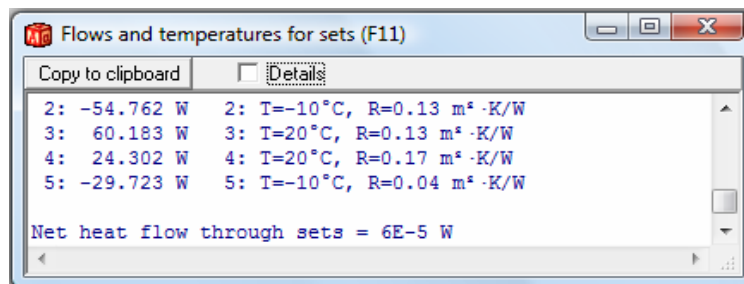 Flows and temperatures for sets (F11)
Copy to clipboard Details
2: -54.762 W 2: T=-10°C, R=0.13 m²·K/W
3: 60.183 W 3: T=20°C, R=0.13 m²·K/W
4: 24.302 W 4: T=20°C, R=0.17 m²·K/W
5: -29.723 W 5: T=-10°C, R=0.04 m²·K/W
Net heat flow through sets = 6E-5 W